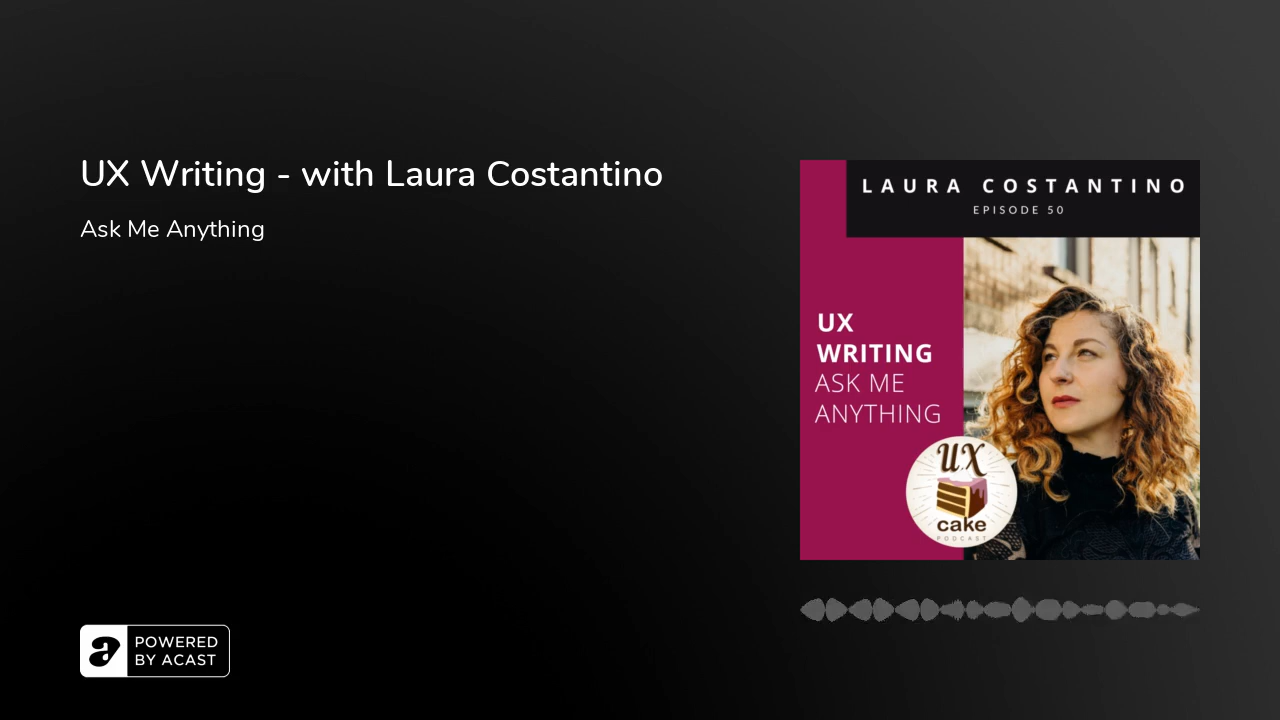 UX Writing - with Laura Costantino
Ask Me Anything
LAURA COSTANTINO
EPISODE 50
UX
WRITING
ASK ME
ANYTHING
UX
cake
PODCAST
POWERED
BY ACAST